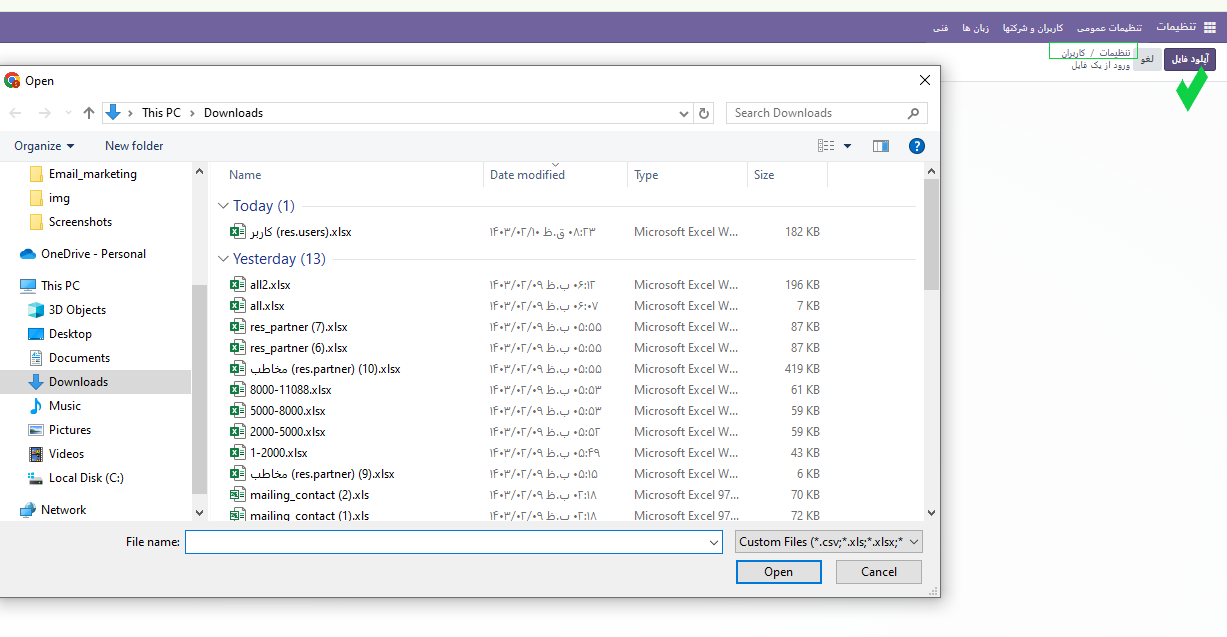 تنظیمات تنظیمات عمومی کاربران و شرکتها زبان ها فنی
آپلود فایل لغو تنظیمات / کاربران
ورود از یک فایل
Open
This PC > Downloads
Search Downloads
Organize New folder
Email_marketing
img
Screenshots
OneDrive - Personal
This PC
3D Objects
Desktop
Documents
Downloads
Music
Pictures
Videos
Local Disk (C:)
Network
Name Date modified Type Size
Today (1)
کاربر (res.users).xlsx ۱۴۰۳/۰۲/۱۰ ۰۸:۲۳ ق.ظ Microsoft Excel W... 182 KB
Yesterday (13)
all2.xlsx ۱۴۰۳/۰۲/۰۹ ۰۶:۱۲ ب.ظ Microsoft Excel W... 196 KB
all.xlsx ۱۴۰۳/۰۲/۰۹ ۰۶:۰۷ ب.ظ Microsoft Excel W... 7 KB
res_partner (7).xlsx ۱۴۰۳/۰۲/۰۹ ۰۵:۵۵ ب.ظ Microsoft Excel W... 87 KB
res_partner (6).xlsx ۱۴۰۳/۰۲/۰۹ ۰۵:۵۵ ب.ظ Microsoft Excel W... 87 KB
مخاطب (res.partner) (10).xlsx ۱۴۰۳/۰۲/۰۹ ۰۵:۵۵ ب.ظ Microsoft Excel W... 419 KB
8000-11088.xlsx ۱۴۰۳/۰۲/۰۹ ۰۵:۵۳ ب.ظ Microsoft Excel W... 61 KB
5000-8000.xlsx ۱۴۰۳/۰۲/۰۹ ۰۵:۵۳ ب.ظ Microsoft Excel W... 59 KB
2000-5000.xlsx ۱۴۰۳/۰۲/۰۹ ۰۵:۵۲ ب.ظ Microsoft Excel W... 59 KB
1-2000.xlsx ۱۴۰۳/۰۲/۰۹ ۰۵:۴۹ ب.ظ Microsoft Excel W... 43 KB
مخاطب (res.partner) (9).xlsx ۱۴۰۳/۰۲/۰۹ ۰۵:۱۵ ب.ظ Microsoft Excel W... 6 KB
mailing_contact (2).xls ۱۴۰۳/۰۲/۰۹ ۰۲:۱۸ ب.ظ Microsoft Excel 97... 70 KB
mailing_contact (1).xls ۱۴۰۳/۰۲/۰۹ ۰۲:۱۸ ب.ظ Microsoft Excel 97... 72 KB
File name: Custom Files (*.csv;*.xls;*.xlsx;*
Open Cancel